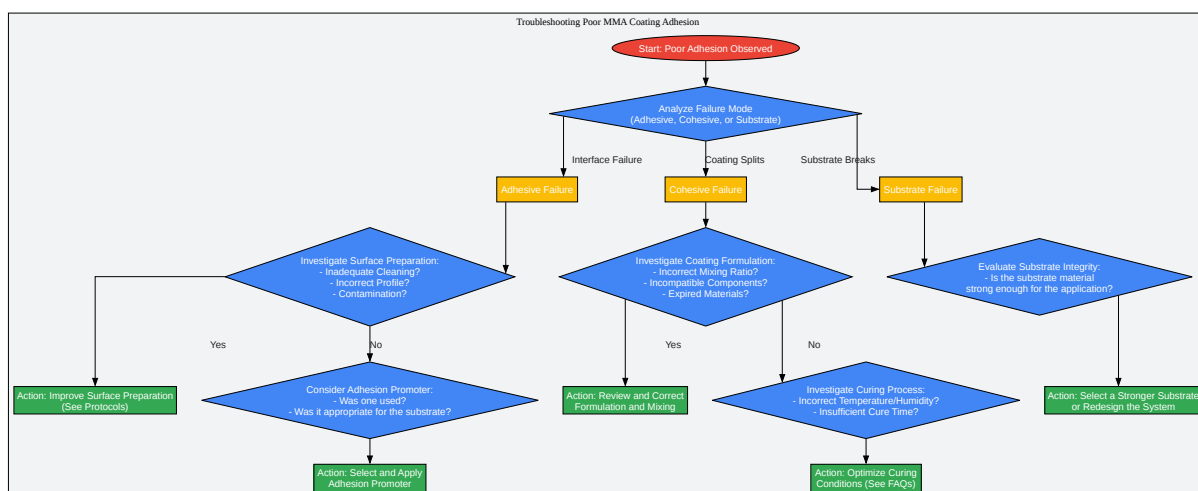 Troubleshooting Poor MMA Coating Adhesion
Start: Poor Adhesion Observed
Analyze Failure Mode
(Adhesive, Cohesive, or Substrate)
Interface Failure
Coating Splits
Substrate Breaks
Adhesive Failure
Cohesive Failure
Substrate Failure
Investigate Surface Preparation:
- Inadequate Cleaning?
- Incorrect Profile?
- Contamination?
Investigate Coating Formulation:
- Incorrect Mixing Ratio?
- Incompatible Components?
- Expired Materials?
Evaluate Substrate Integrity:
- Is the substrate material
strong enough for the application?
Yes
No
Yes
No
Action: Improve Surface Preparation
(See Protocols)
Consider Adhesion Promoter:
- Was one used?
- Was it appropriate for the substrate?
Action: Review and Correct
Formulation and Mixing
Investigate Curing Process:
- Incorrect Temperature/Humidity?
- Insufficient Cure Time?
Action: Select a Stronger Substrate
or Redesign the System
Action: Select and Apply
Adhesion Promoter
Action: Optimize Curing
Conditions (See FAQs)